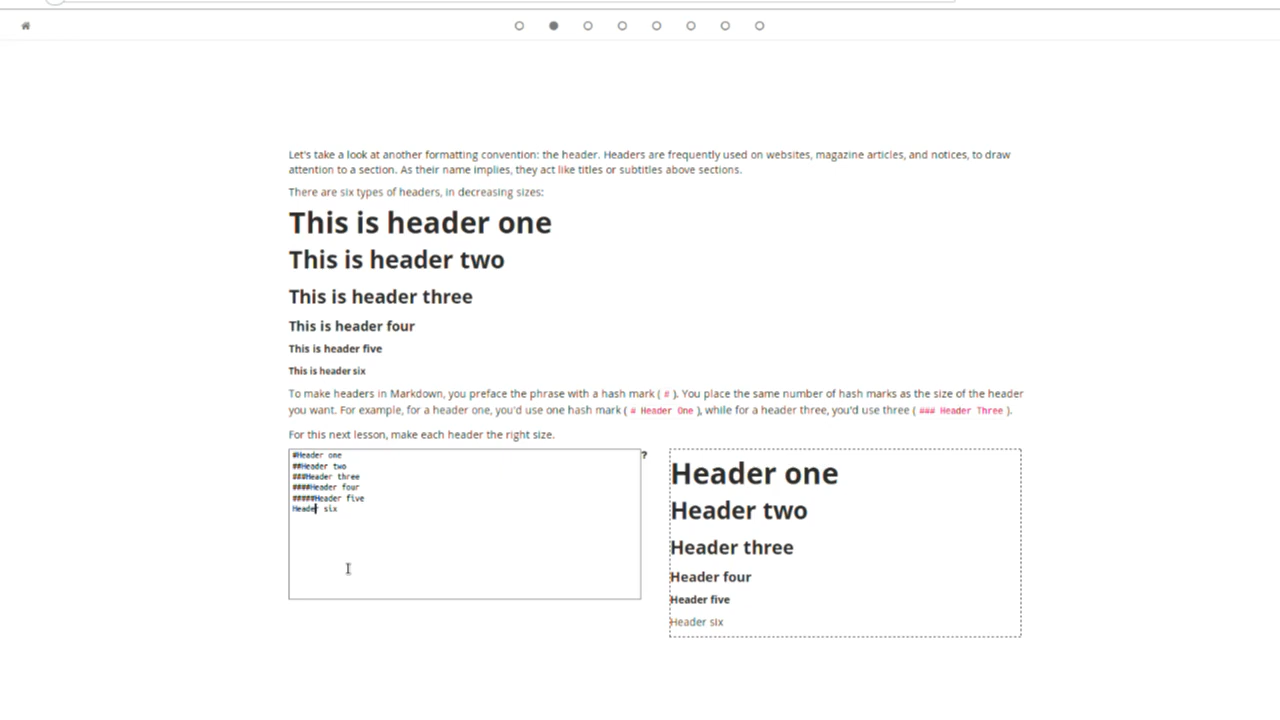 Let's take a look at another formatting convention: the header. Headers are frequently used on websites, magazine articles, and notices, to draw
attention to a section. As their name implies, they act like titles or subtitles above sections.
There are six types of headers, in decreasing sizes:
This is header one
This is header two
This is header three
This is header four
This is header five
This is header six
To make headers in Markdown, you preface the phrase with a hash mark ( # ). You place the same number of hash marks as the size of the header
you want. For example, for a header one, you'd use one hash mark ( # Header One ), while for a header three, you'd use three ( ### Header Three ).
For this next lesson, make each header the right size.
#Header one
##Header two
###Header three
####Header four
#####Header five
Header six
?
Header one
Header two
Header three
Header four
Header five
Header six